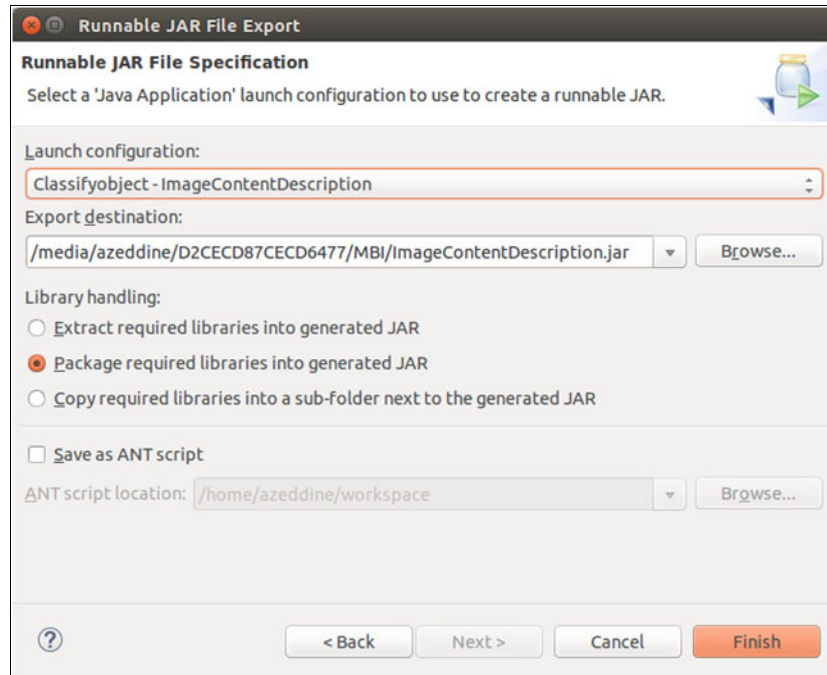 Runnable JAR File Export
Runnable JAR File Specification
Select a 'Java Application' launch configuration to use to create a runnable JAR.
Launch configuration:
Classifyobject - ImageContentDescription
Export destination:
/media/azeddine/D2CECD87CECD6477/MBI/ImageContentDescription.jar
Browse...
Library handling:
Extract required libraries into generated JAR
Package required libraries into generated JAR
Copy required libraries into a sub-folder next to the generated JAR
Save as ANT script
ANT script location: /home/azeddine/workspace Browse...
? < Back Next > Cancel Finish